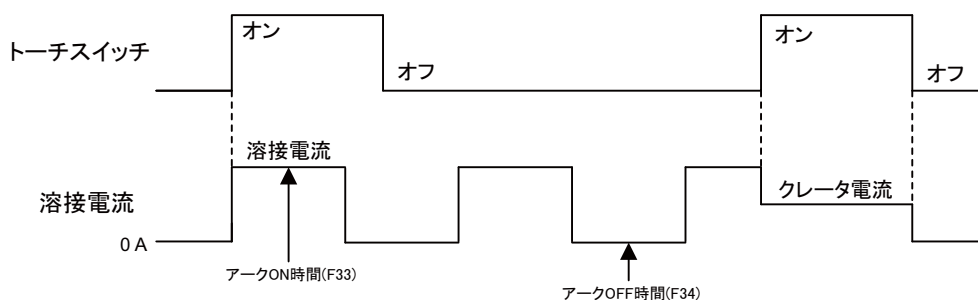 オン
オン
トーチスイッチ
オフ
オフ
溶接電流
クレータ電流
溶接電流
0 A
アークON時間(F33)
アークOFF時間(F34)